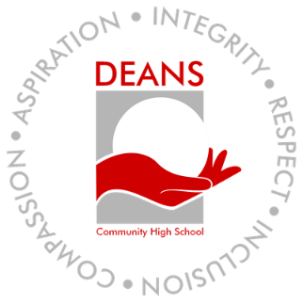 COMPASSION • ASPIRATION • INTEGRITY • RESPECT • INCLUSION •
DEANS
Community High School